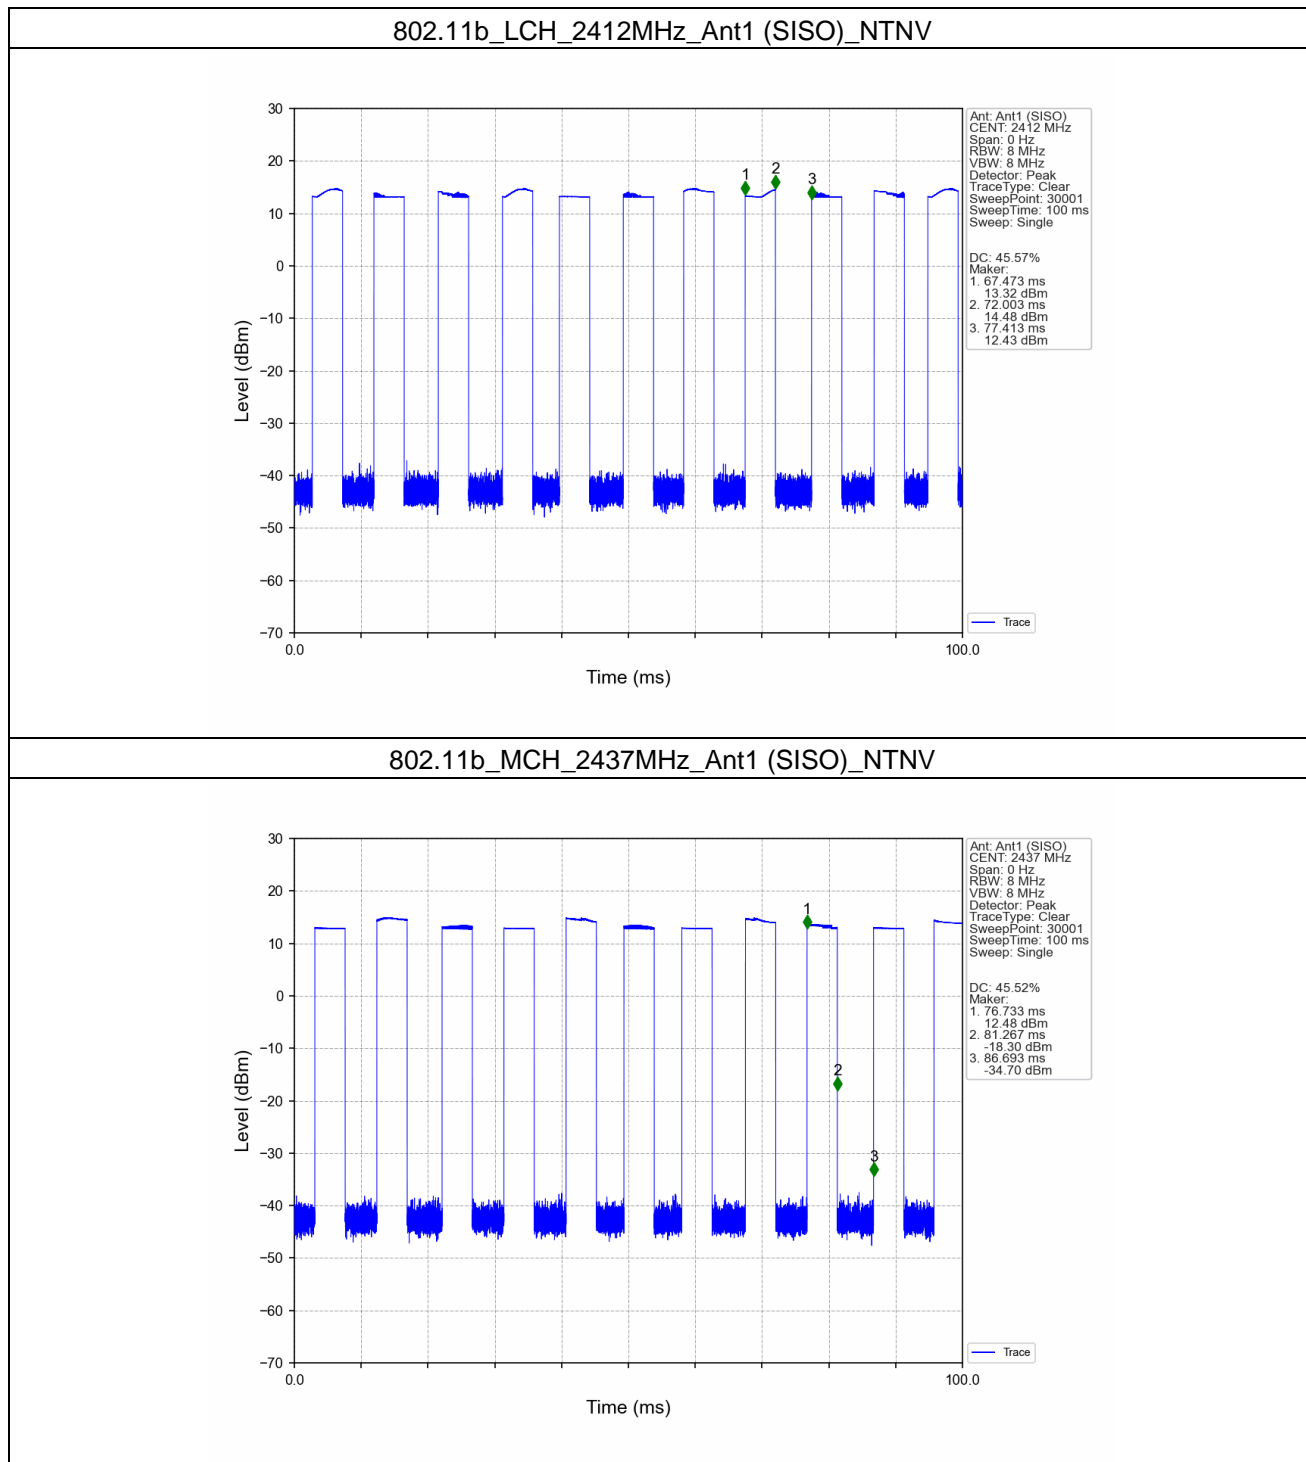 802.11b_LCH_2412MHz_Ant1 (SISO)_NTNV
30
20
10
0
−10
−20
−30
−40
−50
−60
−70
Level (dBm)
0.0
100.0
Time (ms)
1
2
3
Ant: Ant1 (SISO)
CENT: 2412 MHz
Span: 0 Hz
RBW: 8 MHz
VBW: 8 MHz
Detector: Peak
TraceType: Clear
SweepPoint: 30001
SweepTime: 100 ms
Sweep: Single
DC: 45.57%
Maker:
1. 67.473 ms
13.32 dBm
2. 72.003 ms
14.48 dBm
3. 77.413 ms
12.43 dBm
Trace
802.11b_MCH_2437MHz_Ant1 (SISO)_NTNV
30
20
10
0
−10
−20
−30
−40
−50
−60
−70
Level (dBm)
0.0
100.0
Time (ms)
1
2
3
Ant: Ant1 (SISO)
CENT: 2437 MHz
Span: 0 Hz
RBW: 8 MHz
VBW: 8 MHz
Detector: Peak
TraceType: Clear
SweepPoint: 30001
SweepTime: 100 ms
Sweep: Single
DC: 45.52%
Maker:
1. 76.733 ms
12.48 dBm
2. 81.267 ms
-18.30 dBm
3. 86.693 ms
-34.70 dBm
Trace